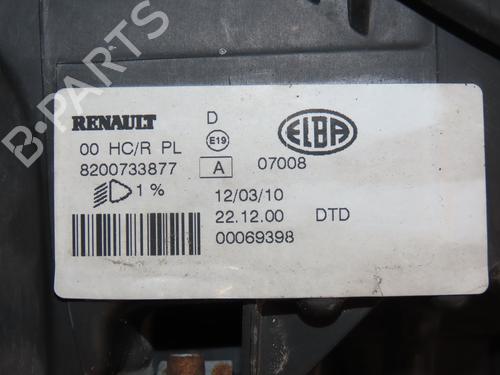 B-PARTS
RENAULT D ELBA
E19
00 HC/R PL
8200733877 A 07008
1 % 12/03/10
22.12.00 DTD
00069398